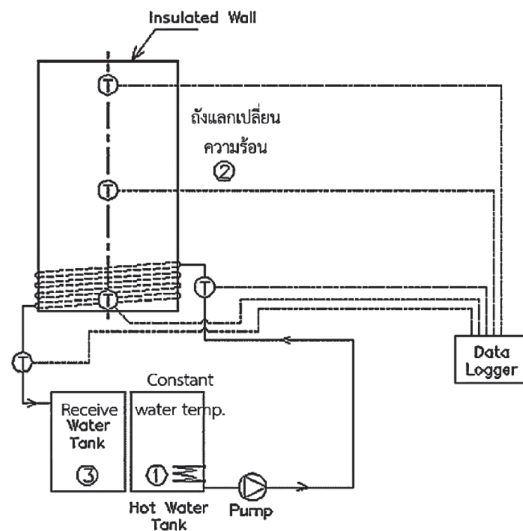 Insulated Wall
T
ถังแลกเปลี่ยน
ความร้อน
②
T
T
T
T
Data
Logger
Constant
water temp.
Receive
Water
Tank
③
①
Hot Water
Tank
Pump